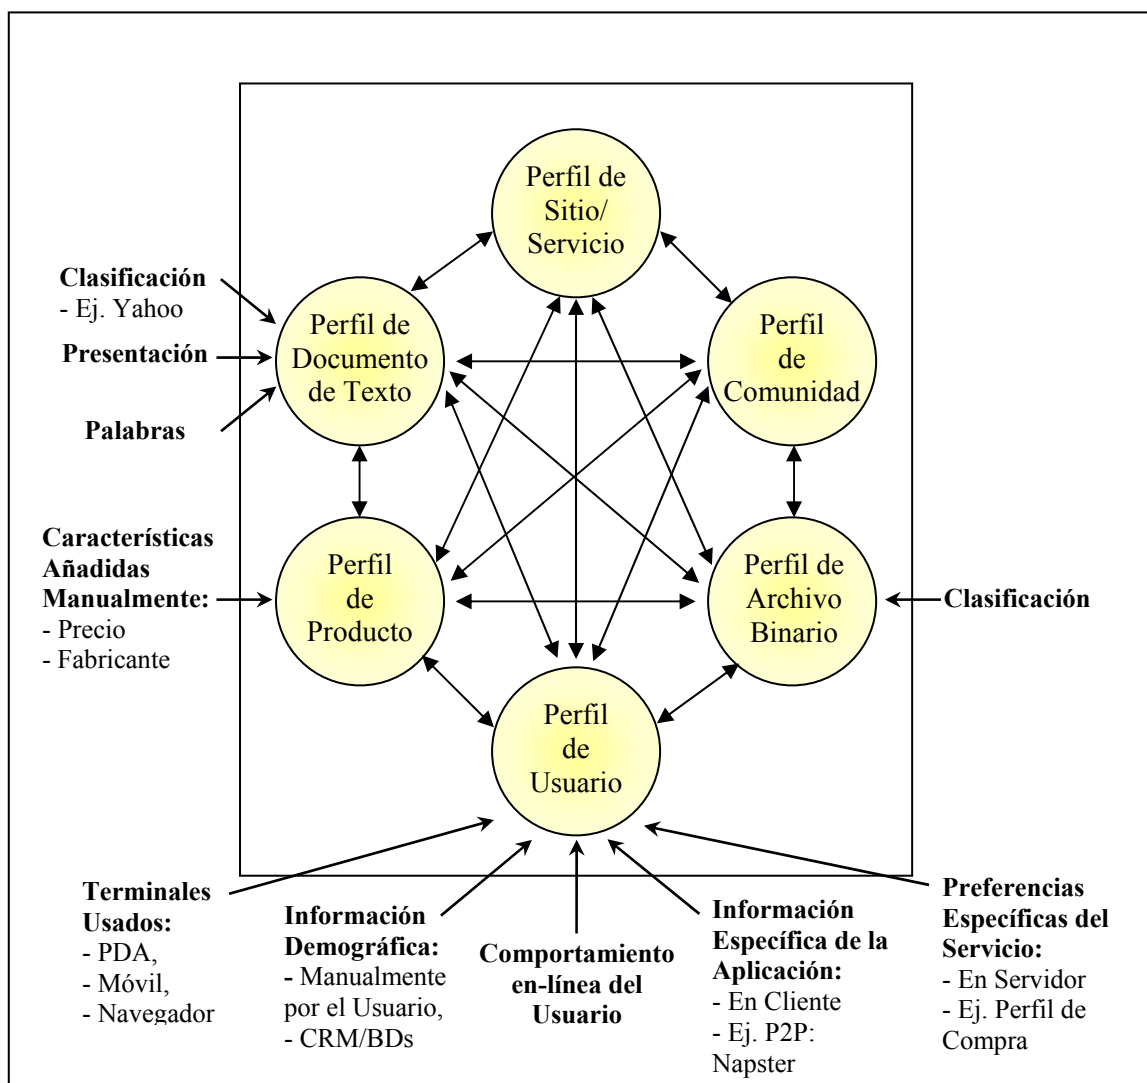 Perfil de
Sitio/
Servicio
Clasificación
- Ej. Yahoo
Presentación
Palabras
Perfil de
Documento
de Texto
Perfil
de
Comunidad
Característícas
Añadidas
Manualmente:
- Precio
- Fabricante
Perfil
de
Producto
Perfil de
Archivo
Binario
Clasificación
Perfil
de
Usuario
Terminales
Usados:
- PDA,
- Móvil,
- Navegador
Información
Demográfica:
- Manualmente
por el Usuario,
- CRM/BDs
Comportamiento
en-línea del
Usuario
Información
Específica de la
Aplicación:
- En Cliente
- Ej. P2P:
Napster
Preferencias
Específicas del
Servicio:
- En Servidor
- Ej. Perfil de
Compra